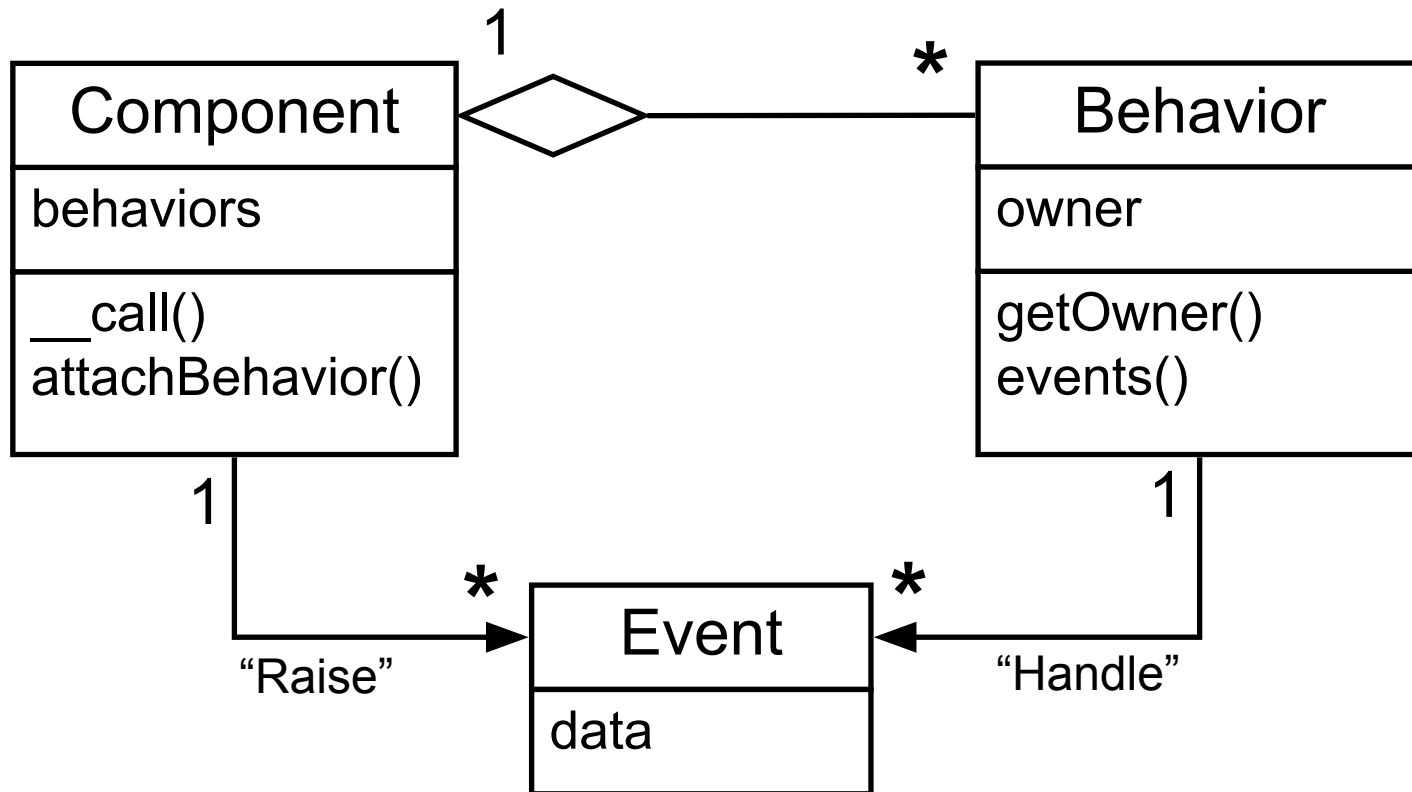 1
*
Component
Behavior
behaviors
owner
__call()
attachBehavior()
getOwner()
events()
1
1
*
*
Event
“Raise”
“Handle”
data